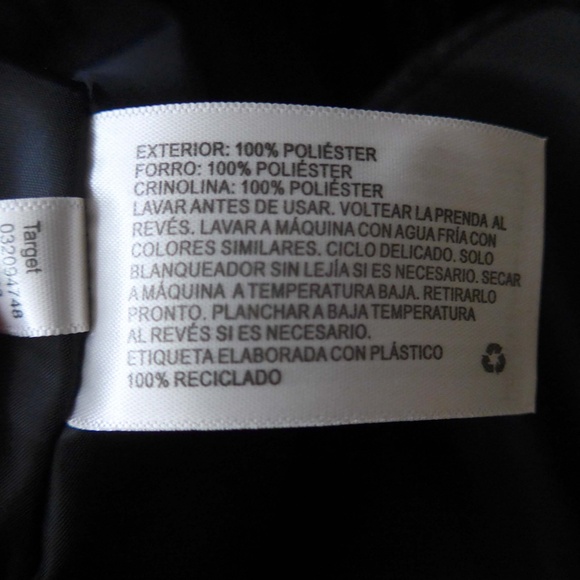 EXTERIOR: 100% POLIÉSTER
FORRO: 100% POLIÉSTER
CRINOLINA: 100% POLIÉSTER
LAVAR ANTES DE USAR. VOLTEAR LA PRENDA AL
REVÉS. LAVAR A MÁQUINA CON AGUA FRÍA CON
COLORES SIMILARES. CICLO DELICADO. SOLO
BLANQUEADOR SIN LEJÍA SI ES NECESARIO. SECAR
A MÁQUINA A TEMPERATURA BAJA. RETIRARLO
PRONTO. PLANCHAR A BAJA TEMPERATURA
AL REVÉS SI ES NECESARIO.
ETIQUETA ELABORADA CON PLÁSTICO
100% RECICLADO
Target
032094748